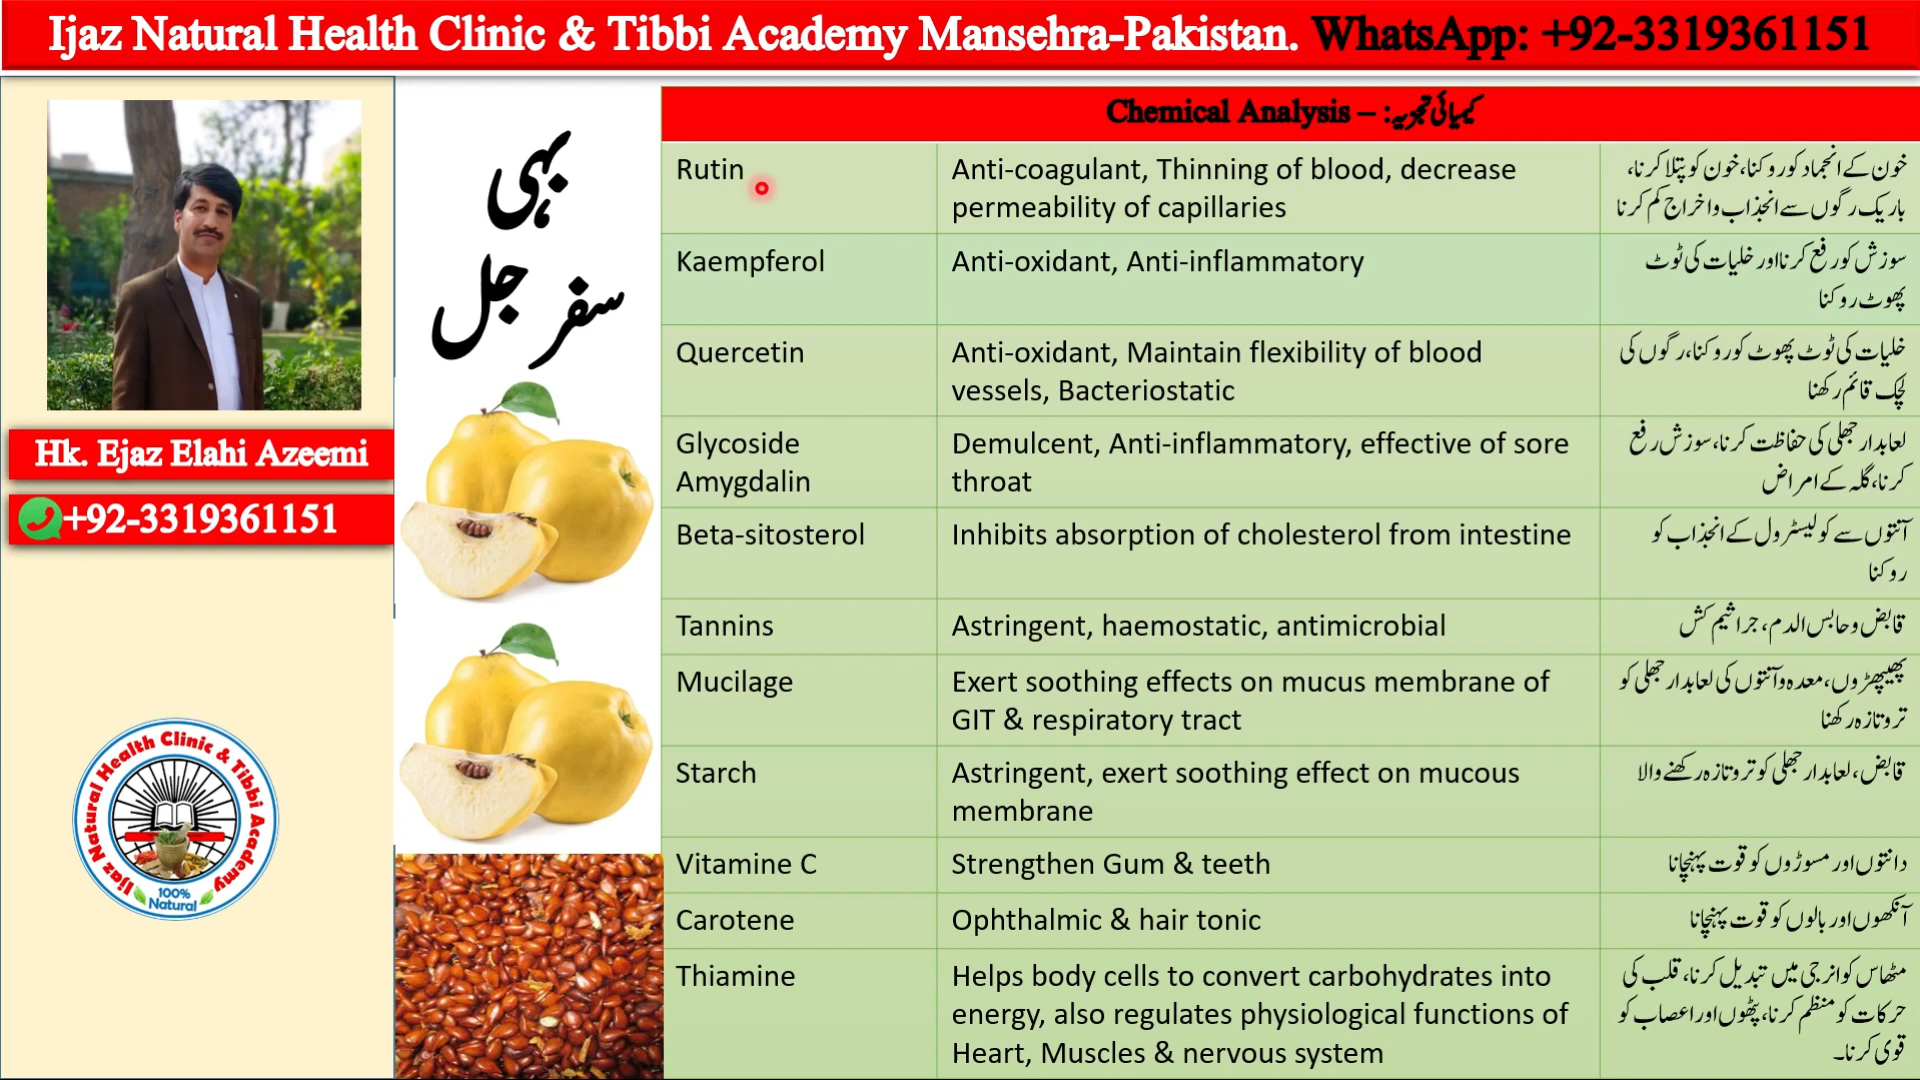 Ijaz Natural Health Clinic & Tibbi Academy Mansehra-Pakistan. WhatsApp: +92-3319361151
Hk. Ejaz Elahi Azeemi
+92-3319361151
Ijaz Natural Health Clinic & Tibbi Academy
100%
Natural
بہی
سفر جل
Chemical Analysis – کیمیائی تجزیہ:
Rutin
Anti-coagulant, Thinning of blood, decrease
permeability of capillaries
خون کے انجماد کو روکنا، خون کو پتلا کرنا،
باریک رگوں سے انجذاب و اخراج کم کرنا
Kaempferol
Anti-oxidant, Anti-inflammatory
سوزش کو رفع کرنا اور خلیات کی ٹوٹ
پھوٹ روکنا
Quercetin
Anti-oxidant, Maintain flexibility of blood
vessels, Bacteriostatic
خلیات کی ٹوٹ پھوٹ کو روکنا، رگوں کی
لچک قائم رکھنا
Glycoside
Amygdalin
Demulcent, Anti-inflammatory, effective of sore
throat
لعابدار جھلی کی حفاظت کرنا، سوزش رفع
کرنا، گلہ کے امراض
Beta-sitosterol
Inhibits absorption of cholesterol from intestine
آنتوں سے کولیسٹرول کے انجذاب کو
روکنا
Tannins
Astringent, haemostatic, antimicrobial
قابض و حابس الدم، جراثیم کش
Mucilage
Exert soothing effects on mucus membrane of
GIT & respiratory tract
پھیپھڑوں، معدہ و آنتوں کی لعابدار جھلی کو
تروتازہ رکھنا
Starch
Astringent, exert soothing effect on mucous
membrane
قابض، لعابدار جھلی کو تروتازہ رکھنے والا
Vitamine C
Strengthen Gum & teeth
دانتوں اور مسوڑوں کو قوت پہنچانا
Carotene
Ophthalmic & hair tonic
آنکھوں اور بالوں کو قوت پہنچانا
Thiamine
Helps body cells to convert carbohydrates into
energy, also regulates physiological functions of
Heart, Muscles & nervous system
مٹھاس کو انرجی میں تبدیل کرنا، قلب کی
حرکات کو منظم کرنا، پٹھوں اور اعصاب کو
قوی کرنا۔